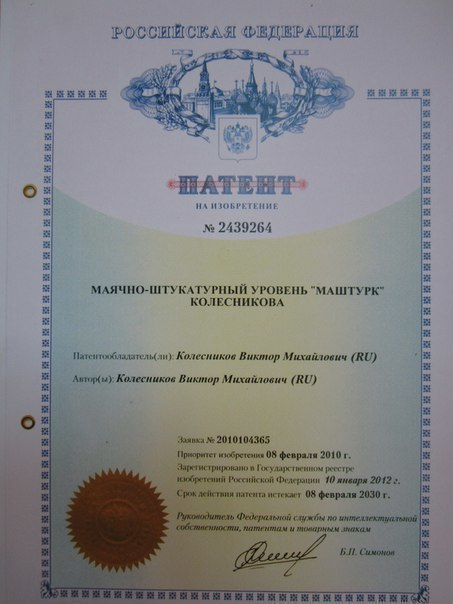 РОССИЙСКАЯ ФЕДЕРАЦИЯ
ПАТЕНТ
НА ИЗОБРЕТЕНИЕ
№ 2439264
МАЯЧНО-ШТУКАТУРНЫЙ УРОВЕНЬ "МАШТУРК"
КОЛЕСНИКОВА
Патентообладатель(ли): Колесников Виктор Михайлович (RU)
Автор(ы): Колесников Виктор Михайлович (RU)
Заявка № 2010104365
Приоритет изобретения 08 февраля 2010 г.
Зарегистрировано в Государственном реестре
изобретений Российской Федерации 10 января 2012 г.
Срок действия патента истекает 08 февраля 2030 г.
Руководитель Федеральной службы по интеллектуальной
собственности, патентам и товарным знакам
Б.П. Симонов